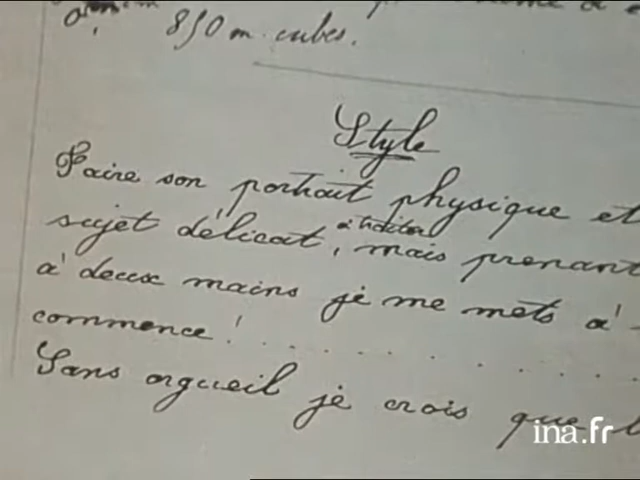 850 m. cubes.
Style
Faire son portrait physique et
sujet délicat, à traiter mais prenant
à deux mains je me mets à
commence! . . . . . . . .
Sans orgueil je crois que
ina.fr